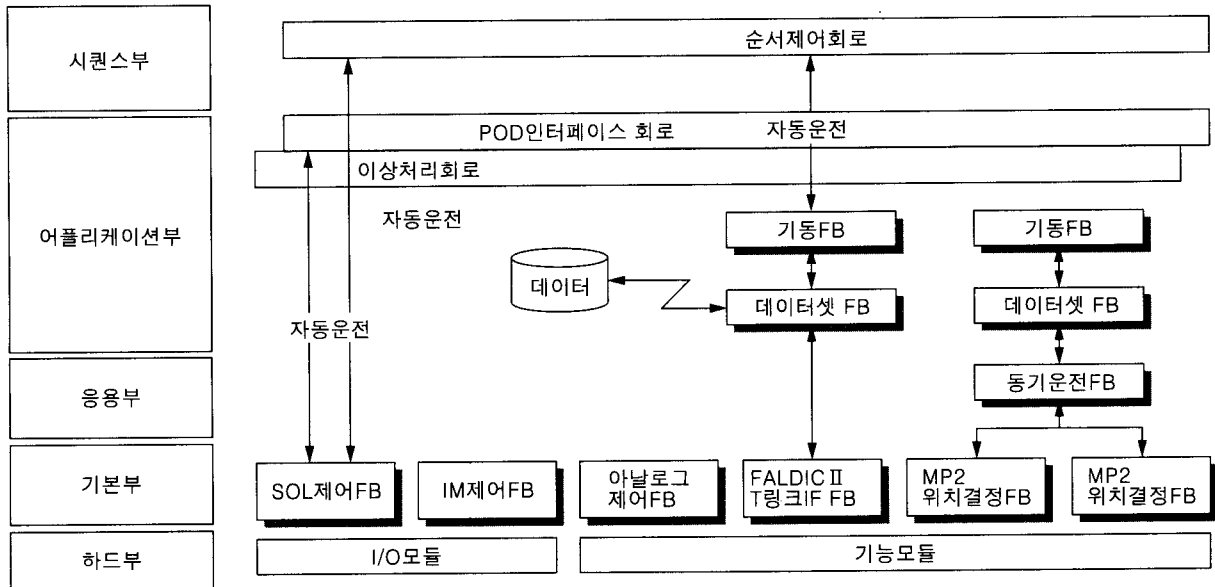 시퀀스부
순서제어회로
POD인터페이스 회로
자동운전
이상처리회로
어플리케이션부
자동운전
기동FB
기동FB
데이터
데이터셋 FB
데이터셋 FB
자동운전
응용부
동기운전FB
기본부
SOL제어FB
IM제어FB
아날로그
제어FB
FALDICⅡ
T링크IF FB
MP2
위치결정FB
MP2
위치결정FB
하드부
I/O모듈
기능모듈